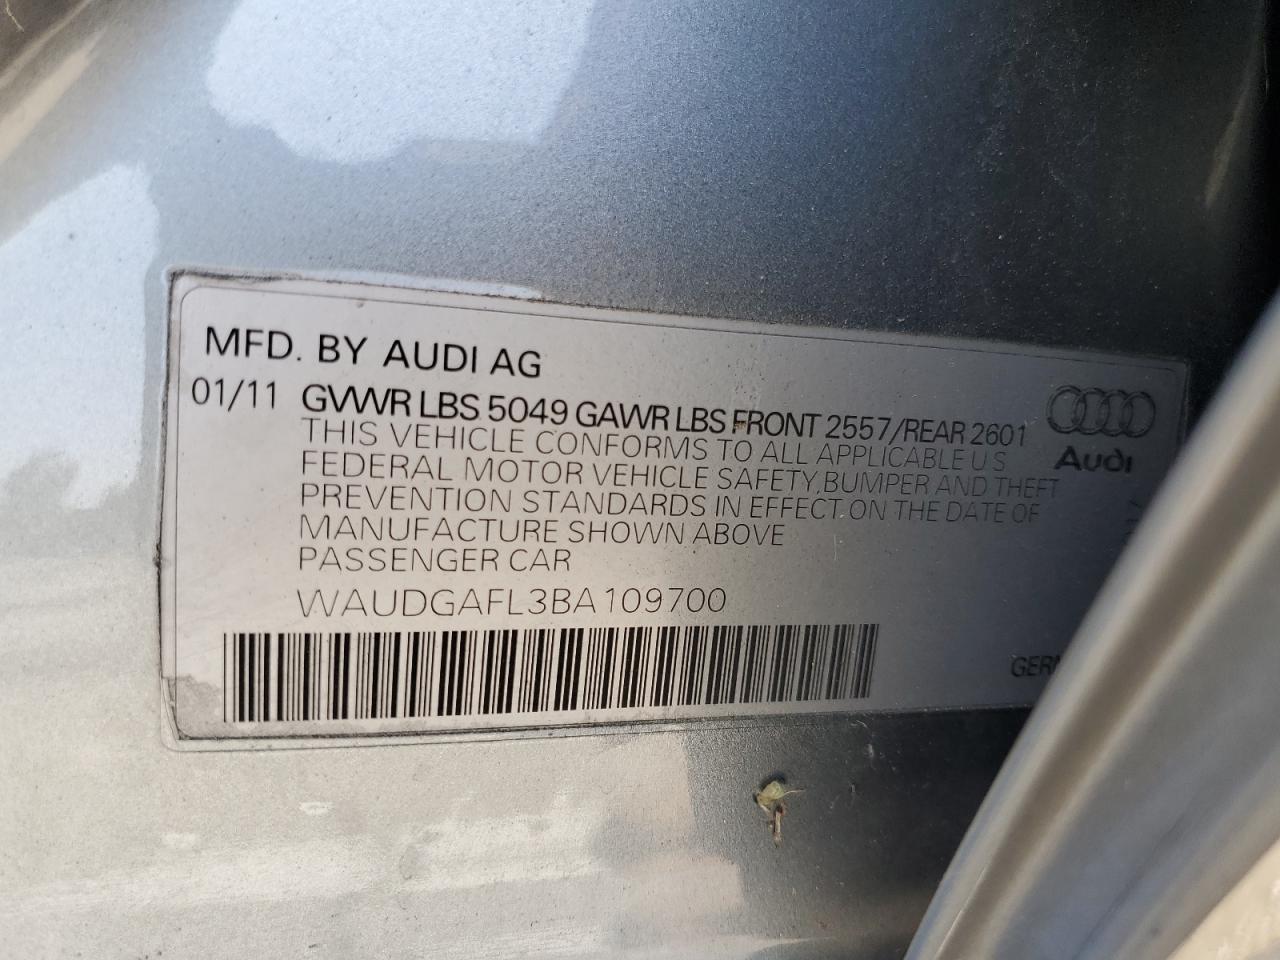 MFD. BY AUDI AG
01/11 GVWR LBS 5049 GAWR LBS FRONT 2557/REAR 2601
THIS VEHICLE CONFORMS TO ALL APPLICABLE U S
FEDERAL MOTOR VEHICLE SAFETY,BUMPER AND THEFT
PREVENTION STANDARDS IN EFFECT ON THE DATE OF
MANUFACTURE SHOWN ABOVE
PASSENGER CAR
WAUDGAFL3BA109700
Audi